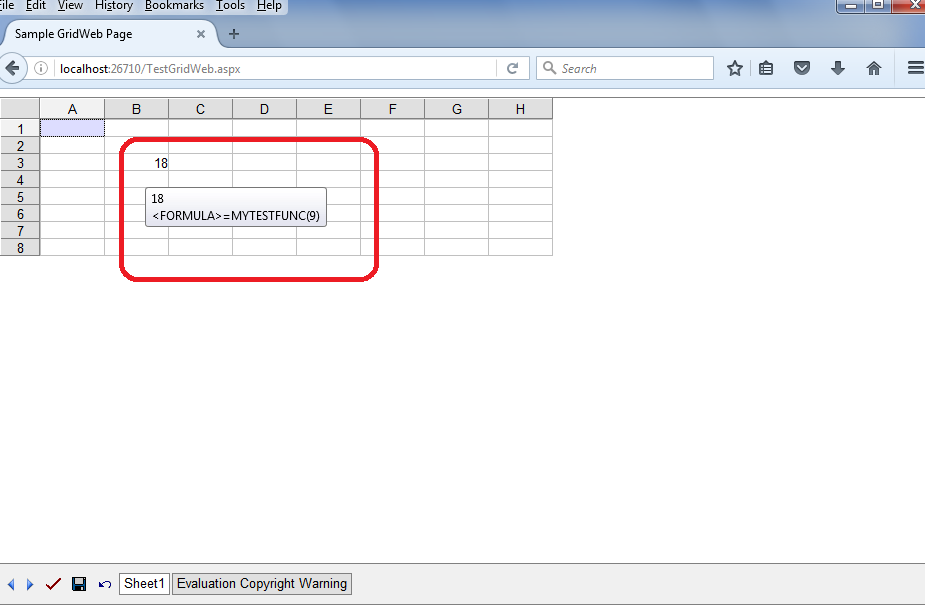 ile Edit View History Bookmarks Tools Help
Sample GridWeb Page × +
localhost:26710/TestGridWeb.aspx Search
A B C D E F G H
1
2
3 18
4
5 18
6 <FORMULA>=MYTESTFUNC(9)
7
8
Sheet1 Evaluation Copyright Warning